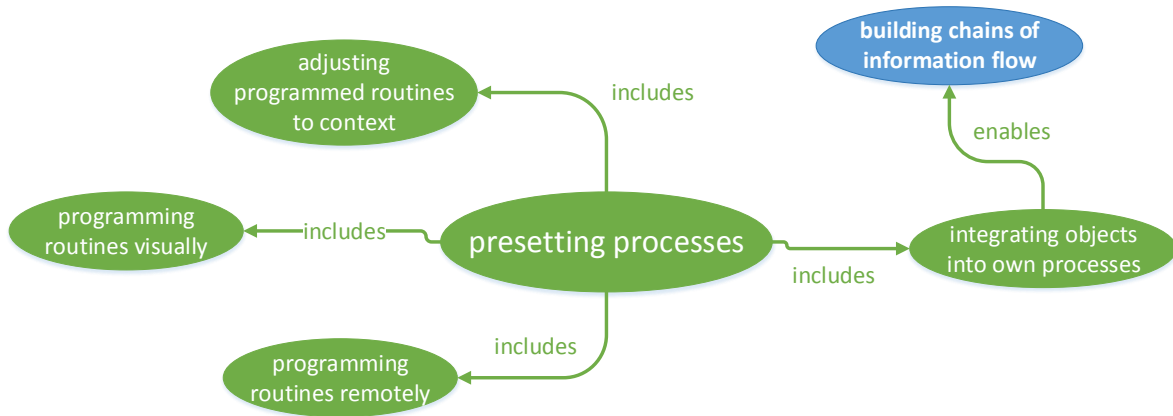 building chains of
information flow
adjusting
programmed routines
to context
includes
enables
programming
routines visually
includes
presetting processes
includes
integrating objects
into own processes
includes
programming
routines remotely